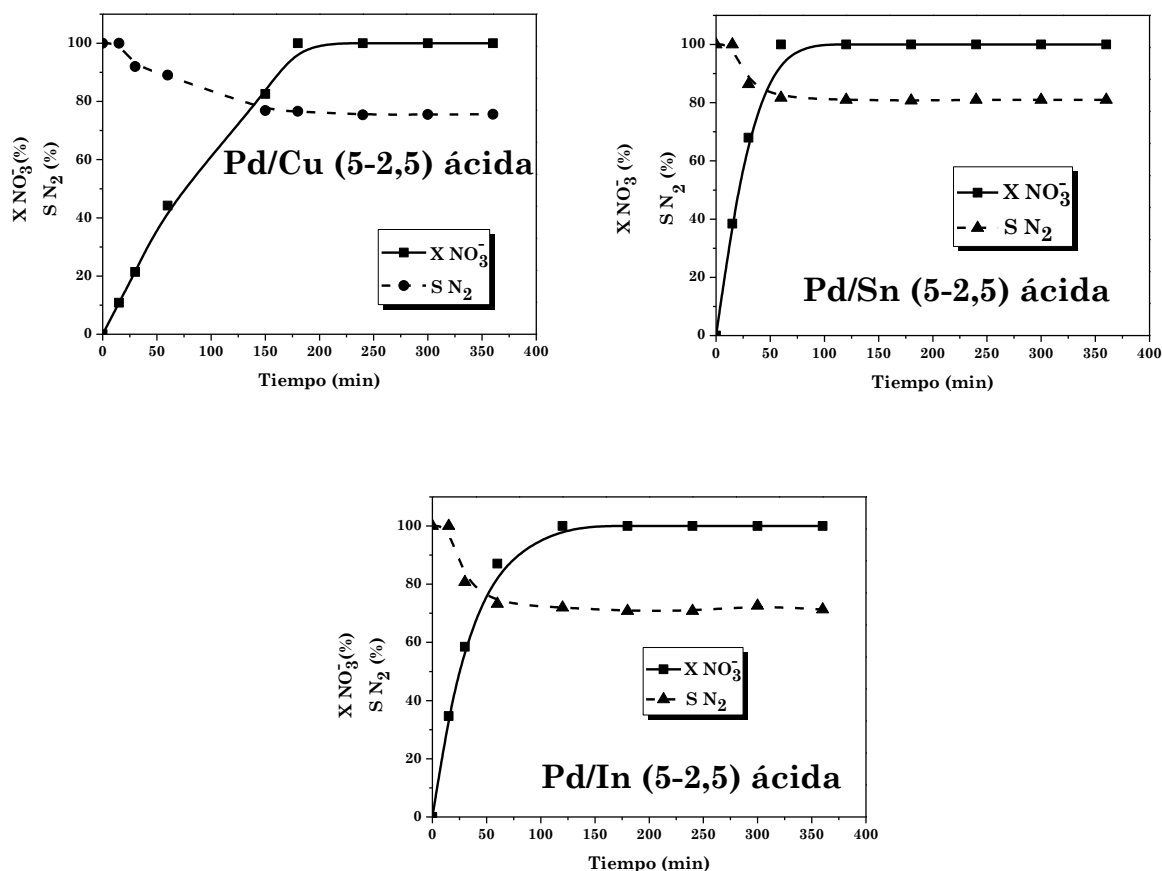 100
80
60
40
20
0
X NO₃⁻(%)
S N₂ (%)
Pd/Cu (5-2,5) ácida
X NO₃⁻
S N₂
0 50 100 150 200 250 300 350 400
Tiempo (min)
100
80
60
40
20
0
X NO₃⁻(%)
S N₂ (%)
X NO₃⁻
S N₂
Pd/Sn (5-2,5) ácida
0 50 100 150 200 250 300 350 400
Tiempo (min)
100
80
60
40
20
0
X NO₃⁻(%)
S N₂ (%)
X NO₃⁻
S N₂
Pd/In (5-2,5) ácida
0 50 100 150 200 250 300 350 400
Tiempo (min)